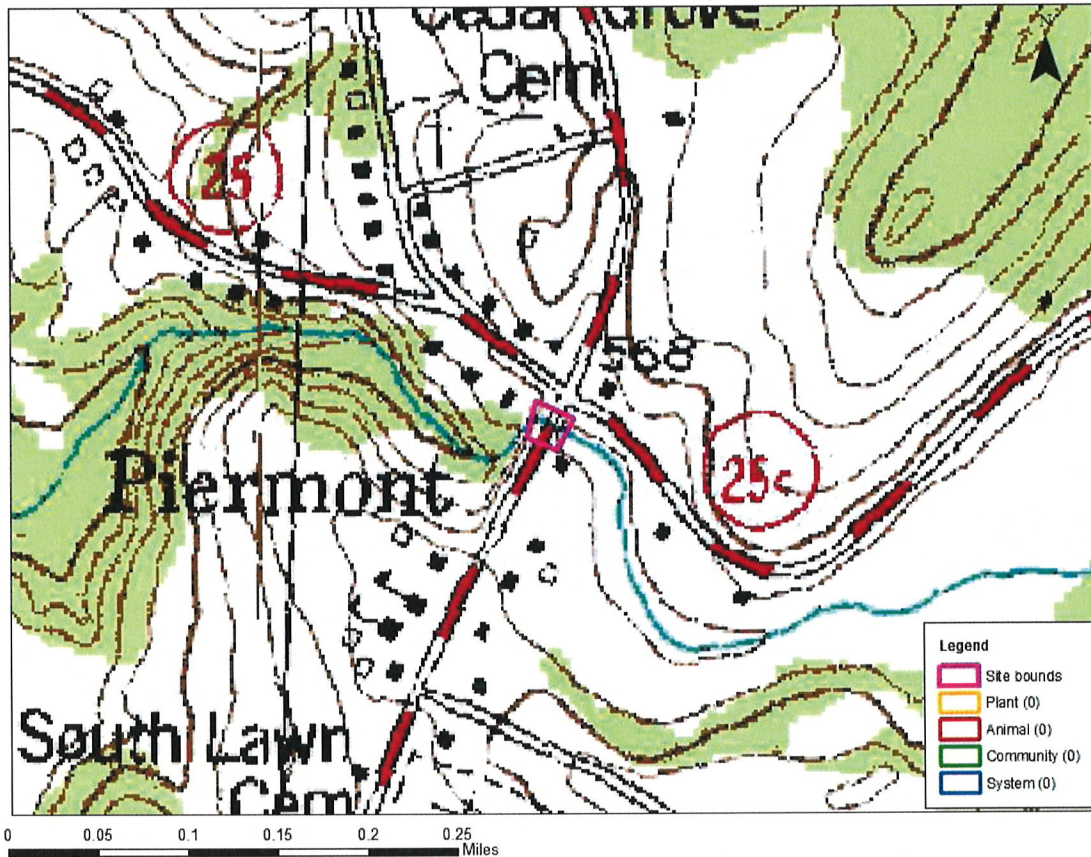 Cedar Grove
Cem
N
25
568
Piermont
25c
South Lawn
Cem
Legend
Site bounds
Plant (0)
Animal (0)
Community (0)
System (0)
0 0.05 0.1 0.15 0.2 0.25
Miles